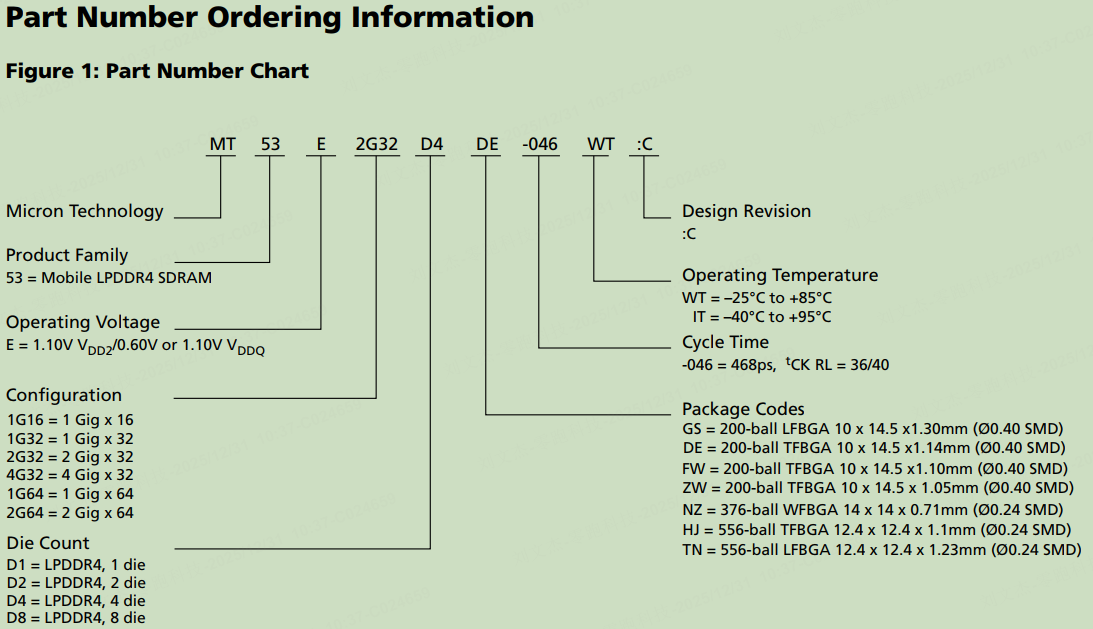 Part Number Ordering Information
Figure 1: Part Number Chart
MT 53 E 2G32 D4 DE -046 WT :C
Micron Technology
Product Family
53 = Mobile LPDDR4 SDRAM
Operating Voltage
E = 1.10V VDD2/0.60V or 1.10V VDDQ
Configuration
1G16 = 1 Gig x 16
1G32 = 1 Gig x 32
2G32 = 2 Gig x 32
4G32 = 4 Gig x 32
1G64 = 1 Gig x 64
2G64 = 2 Gig x 64
Die Count
D1 = LPDDR4, 1 die
D2 = LPDDR4, 2 die
D4 = LPDDR4, 4 die
D8 = LPDDR4, 8 die
Design Revision
:C
Operating Temperature
WT = –25°C to +85°C
IT = –40°C to +95°C
Cycle Time
-046 = 468ps, tCK RL = 36/40
Package Codes
GS = 200-ball LFBGA 10 x 14.5 x1.30mm (Ø0.40 SMD)
DE = 200-ball TFBGA 10 x 14.5 x1.14mm (Ø0.40 SMD)
FW = 200-ball TFBGA 10 x 14.5 x1.10mm (Ø0.40 SMD)
ZW = 200-ball TFBGA 10 x 14.5 x 1.05mm (Ø0.40 SMD)
NZ = 376-ball WFBGA 14 x 14 x 0.71mm (Ø0.24 SMD)
HJ = 556-ball TFBGA 12.4 x 12.4 x 1.1mm (Ø0.24 SMD)
TN = 556-ball LFBGA 12.4 x 12.4 x 1.23mm (Ø0.24 SMD)